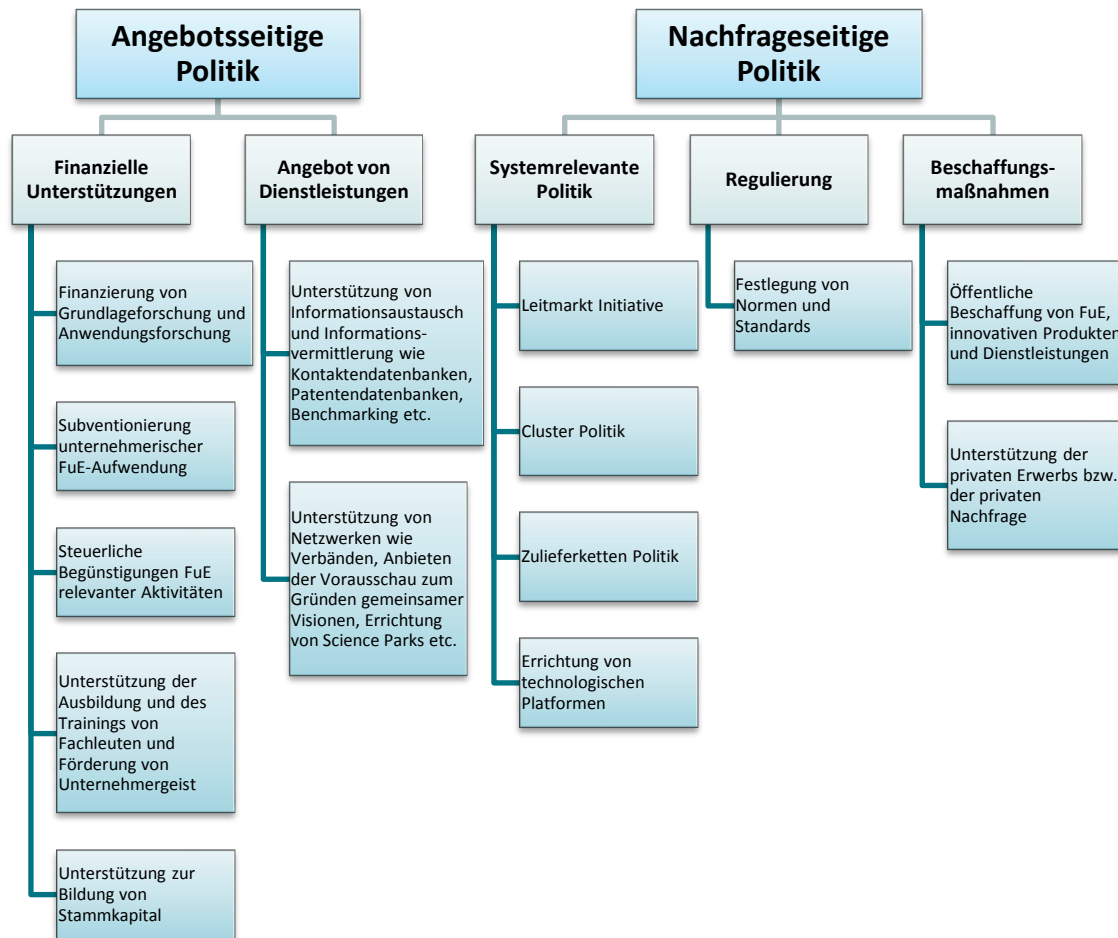 Angebotsseitige
Politik
Finanzielle
Unterstützungen
Finanzierung von
Grundlageforschung und
Anwendungsforschung
Subventionierung
unternehmerischer
FuE-Aufwendung
Steuerliche
Begünstigungen FuE
relevanter Aktivitäten
Unterstützung der
Ausbildung und des
Trainings von
Fachleuten und
Förderung von
Unternehmergeist
Unterstützung zur
Bildung von
Stammkapital
Angebot von
Dienstleistungen
Unterstützung von
Informationsaustausch
und Informations-
vermittlerung wie
Kontaktendatenbanken,
Patentendatenbanken,
Benchmarking etc.
Unterstützung von
Netzwerken wie
Verbänden, Anbieten
der Vorausschau zum
Gründen gemeinsamer
Visionen, Errichtung
von Science Parks etc.
Nachfrageseitige
Politik
Systemrelevante
Politik
Leitmarkt Initiative
Cluster Politik
Zulieferketten Politik
Errichtung von
technologischen
Platformen
Regulierung
Festlegung von
Normen und
Standards
Beschaffungs-
maßnahmen
Öffentliche
Beschaffung von FuE,
innovativen Produkten
und Dienstleistungen
Unterstützung der
privaten Erwerbs bzw.
der privaten
Nachfrage